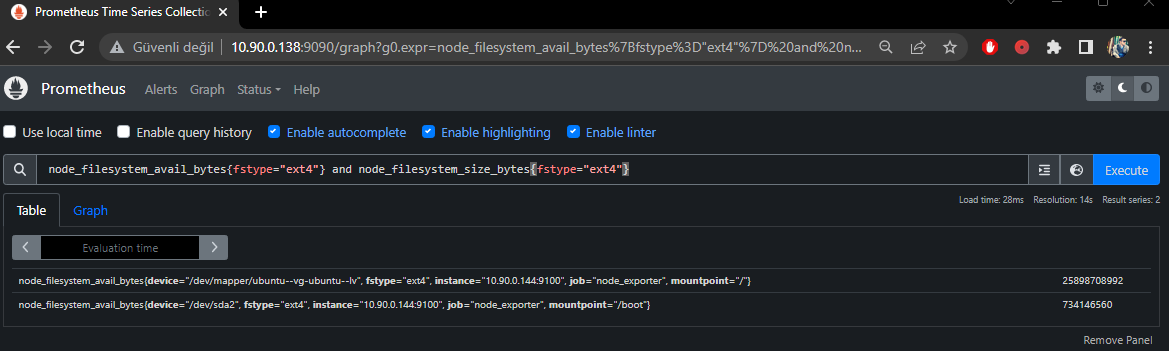 Prometheus Time Series Collectio
Güvenli değil 10.90.0.138:9090/graph?g0.expr=node_filesystem_avail_bytes%7Bfstype%3D"ext4"%7D%20and%20n...
Prometheus Alerts Graph Status Help
Use local time Enable query history Enable autocomplete Enable highlighting Enable linter
node_filesystem_avail_bytes{fstype="ext4"} and node_filesystem_size_bytes{fstype="ext4"} Execute
Table Graph Load time: 28ms Resolution: 14s Result series: 2
Evaluation time
node_filesystem_avail_bytes{device="/dev/mapper/ubuntu--vg-ubuntu--lv", fstype="ext4", instance="10.90.0.144:9100", job="node_exporter", mountpoint="/"} 25898708992
node_filesystem_avail_bytes{device="/dev/sda2", fstype="ext4", instance="10.90.0.144:9100", job="node_exporter", mountpoint="/boot"} 734146560
Remove Panel